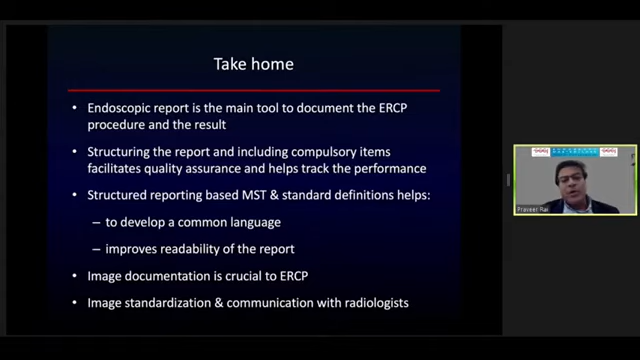 Take home
• Endoscopic report is the main tool to document the ERCP
procedure and the result
• Structuring the report and including compulsory items
facilitates quality assurance and helps track the performance
• Structured reporting based MST & standard definitions helps:
– to develop a common language
– improves readability of the report
• Image documentation is crucial to ERCP
• Image standardization & communication with radiologists
Praveer Rai